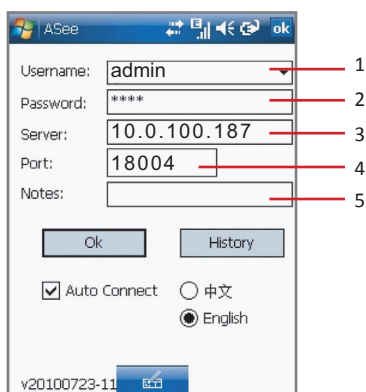 ASee ok
Username: admin 1
Password: **** 2
Server: 10.0.100.187 3
Port: 18004 4
Notes: 5
Ok History
Auto Connect 中文
English
v20100723-11